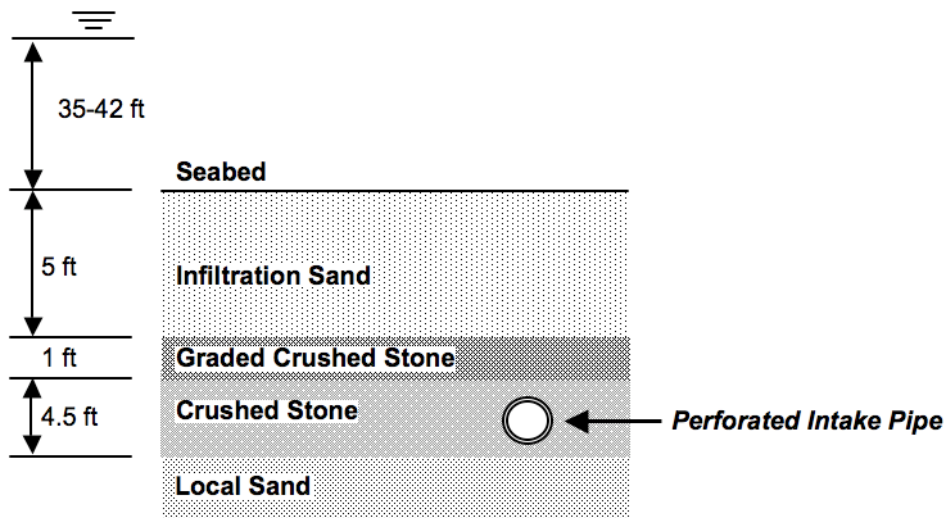 35-42 ft
Seabed
5 ft
Infiltration Sand
1 ft
Graded Crushed Stone
4.5 ft
Crushed Stone
Perforated Intake Pipe
Local Sand